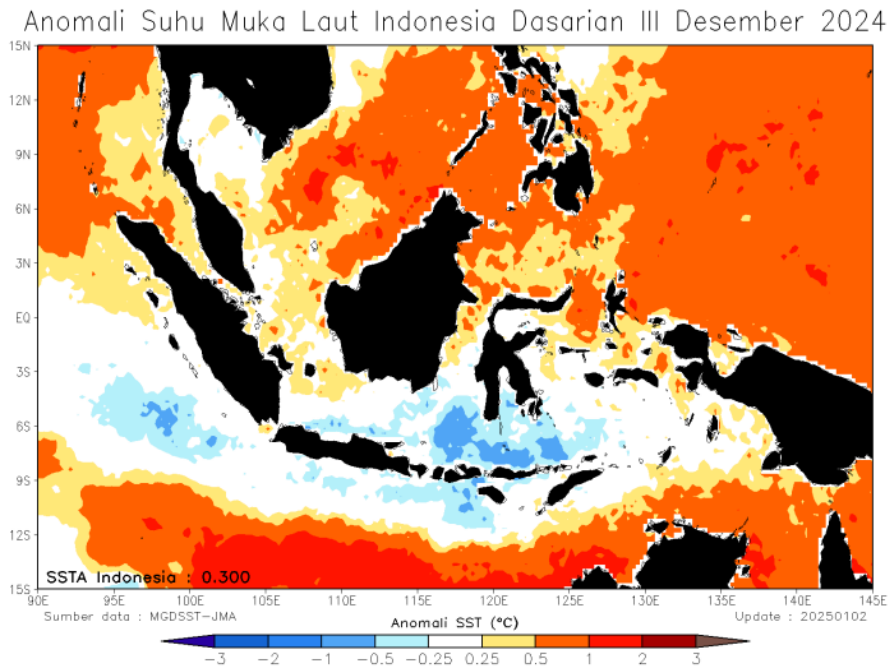 Anomali Suhu Muka Laut Indonesia Dasarian III Desember 2024
15N
12N
9N
6N
3N
EQ
3S
6S
9S
12S
15S
SSTA Indonesia : 0.300
90E 95E 100E 105E 110E 115E 120E 125E 130E 135E 140E 145E
Sumber data : MGDSST-JMA
Anomali SST (°C)
Update : 20250102
-3 -2 -1 -0.5 -0.25 0.25 0.5 1 2 3